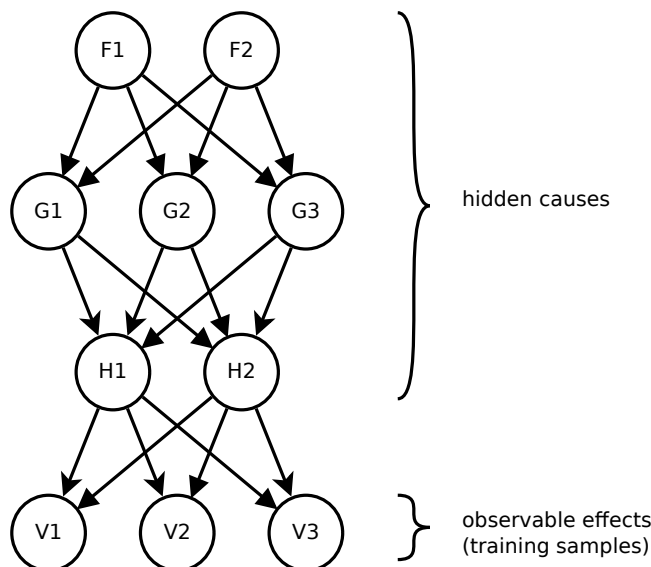 F1 F2
G1 G2 G3
hidden causes
H1 H2
V1 V2 V3
observable effects
(training samples)